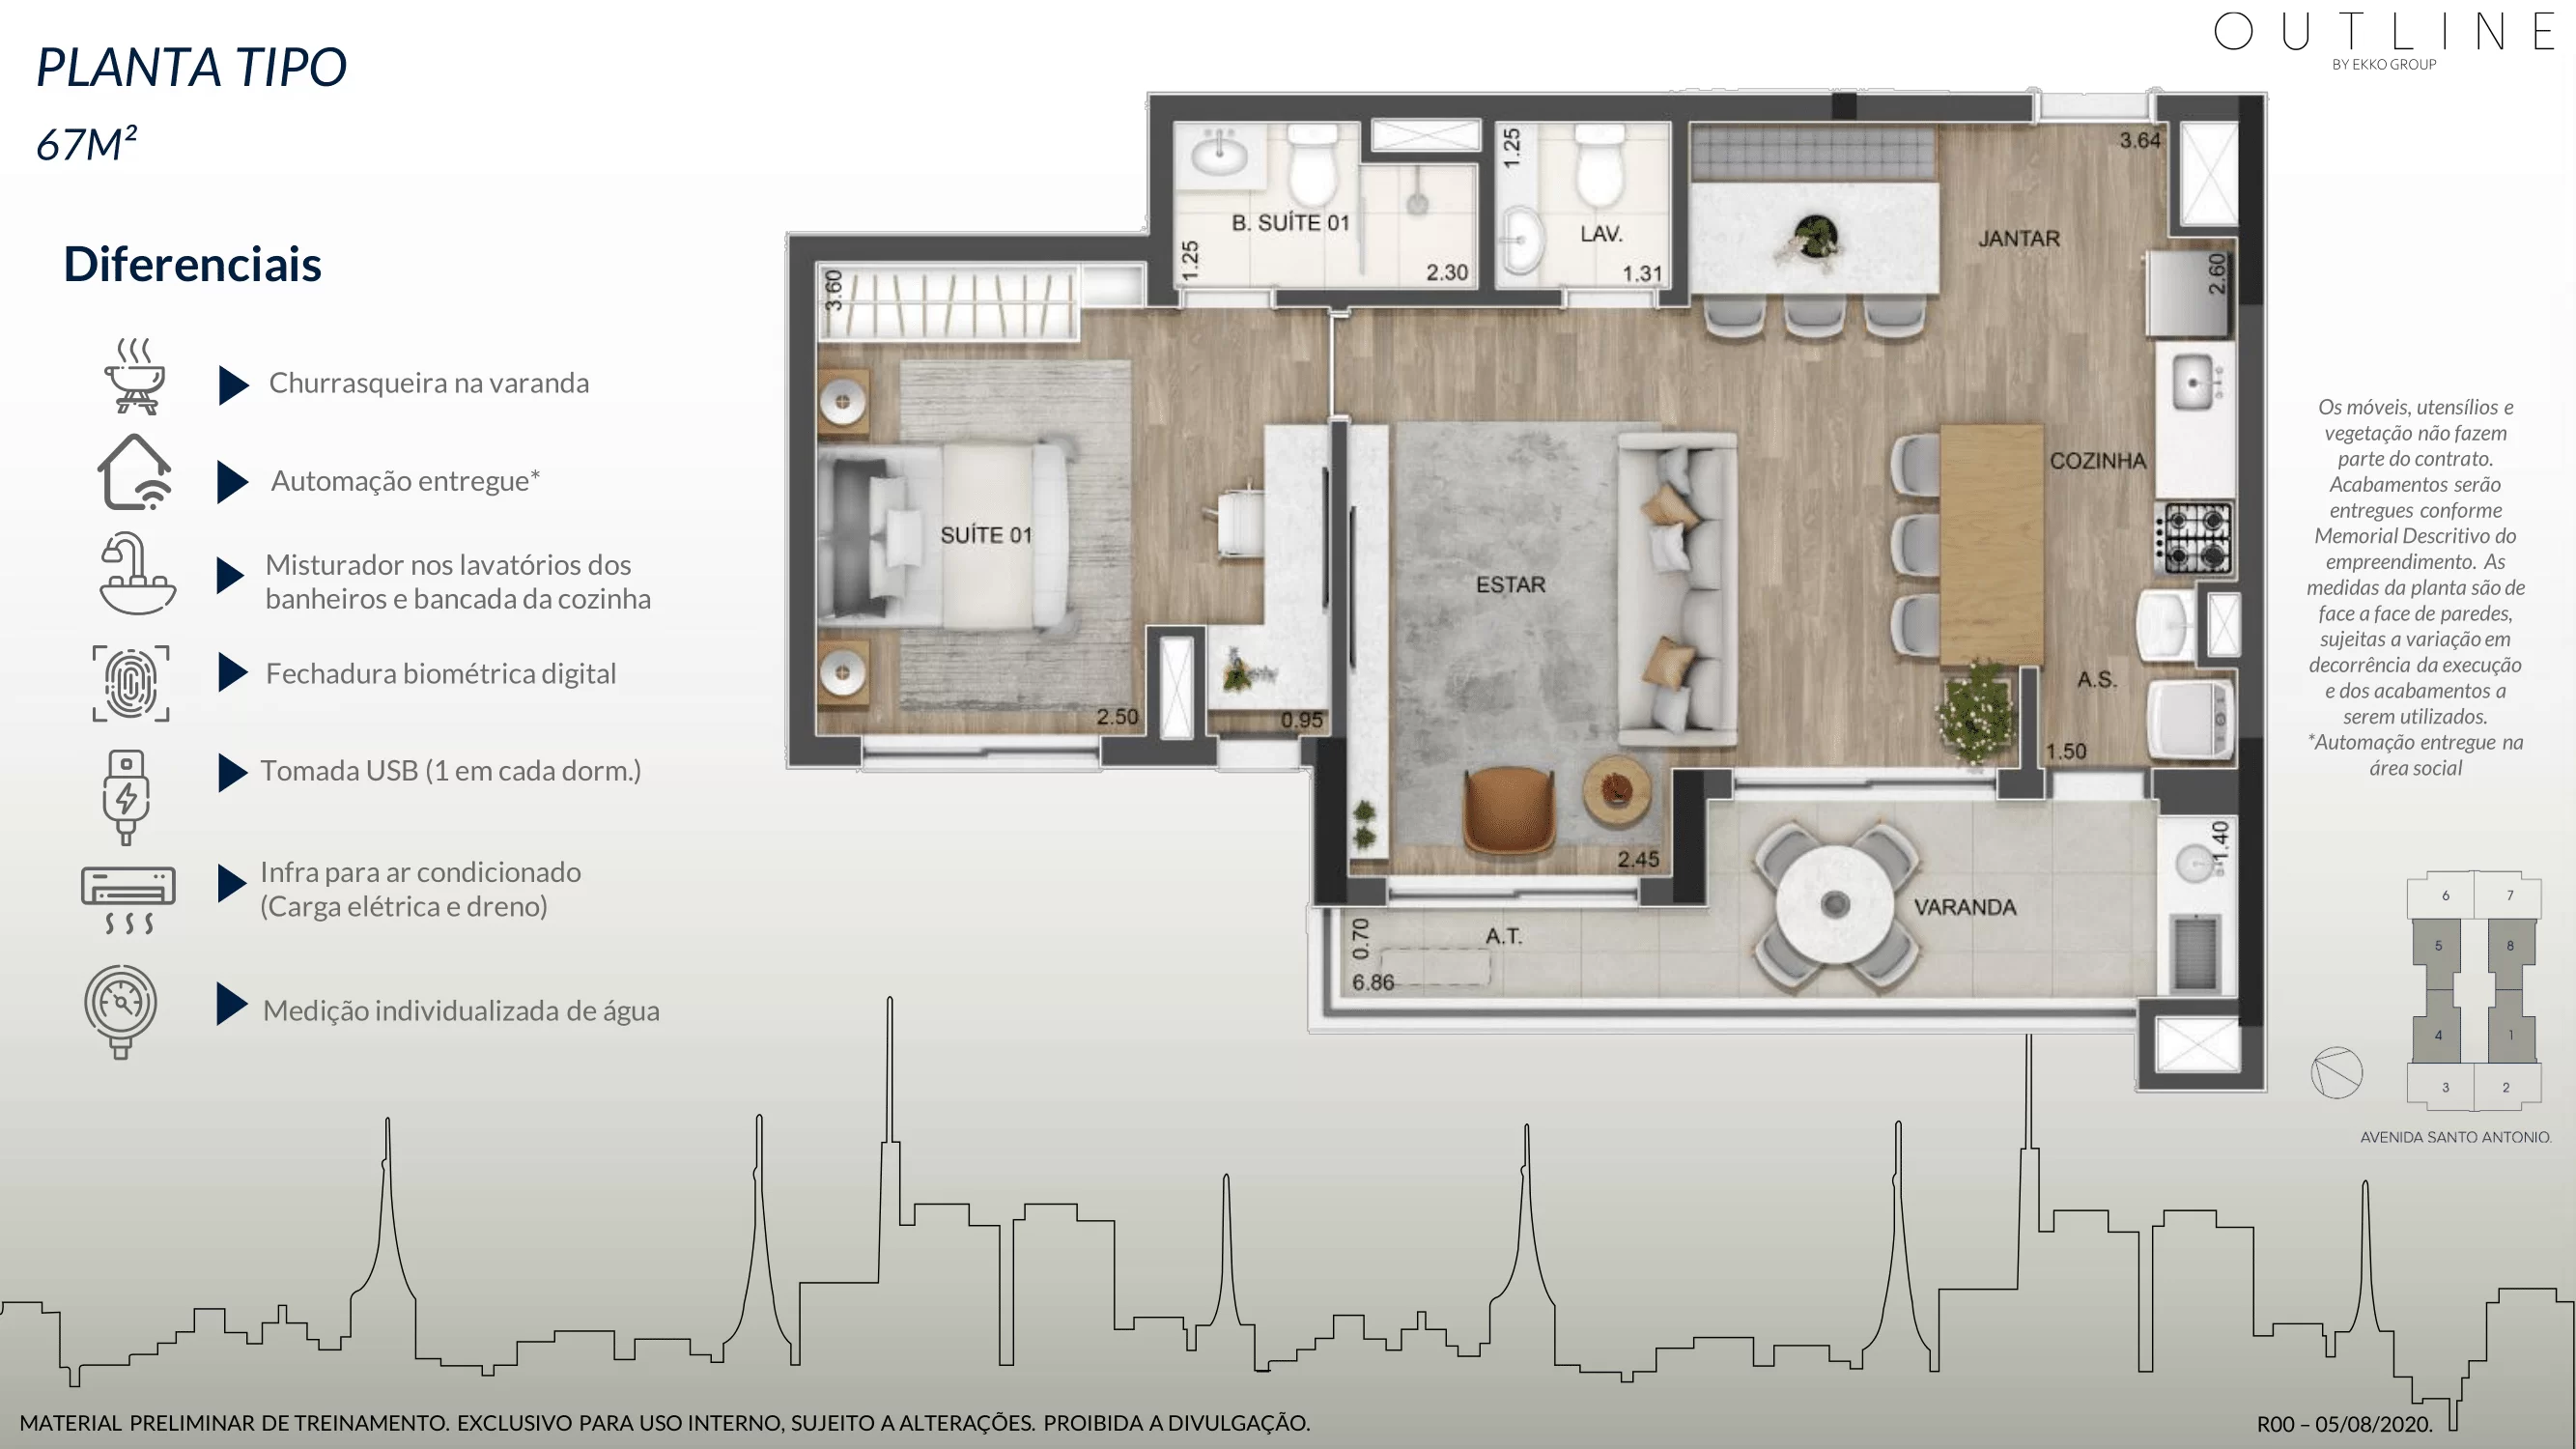 PLANTA TIPO
67M²
OUTLINE
BY EKKO GROUP
Diferenciais
Churrasqueira na varanda
Automação entregue*
Misturador nos lavatórios dos
banheiros e bancada da cozinha
Fechadura biométrica digital
Tomada USB (1 em cada dorm.)
Infra para ar condicionado
(Carga elétrica e dreno)
Medição individualizada de água
1.25
3.64
B. SUÍTE 01
LAV.
JANTAR
1.25
2.30
1.31
3.60
2.60
COZINHA
SUÍTE 01
ESTAR
A.S.
2.50
0.95
1.50
2.45
1.40
VARANDA
A.T.
0.70
6.86
Os móveis, utensílios e
vegetação não fazem
parte do contrato.
Acabamentos serão
entregues conforme
Memorial Descritivo do
empreendimento. As
medidas da planta são de
face a face de paredes,
sujeitas a variação em
decorrência da execução
e dos acabamentos a
serem utilizados.
*Automação entregue na
área social
6 7
5 8
4 1
3 2
AVENIDA SANTO ANTONIO.
MATERIAL PRELIMINAR DE TREINAMENTO. EXCLUSIVO PARA USO INTERNO, SUJEITO A ALTERAÇÕES. PROIBIDA A DIVULGAÇÃO.
R00 – 05/08/2020.